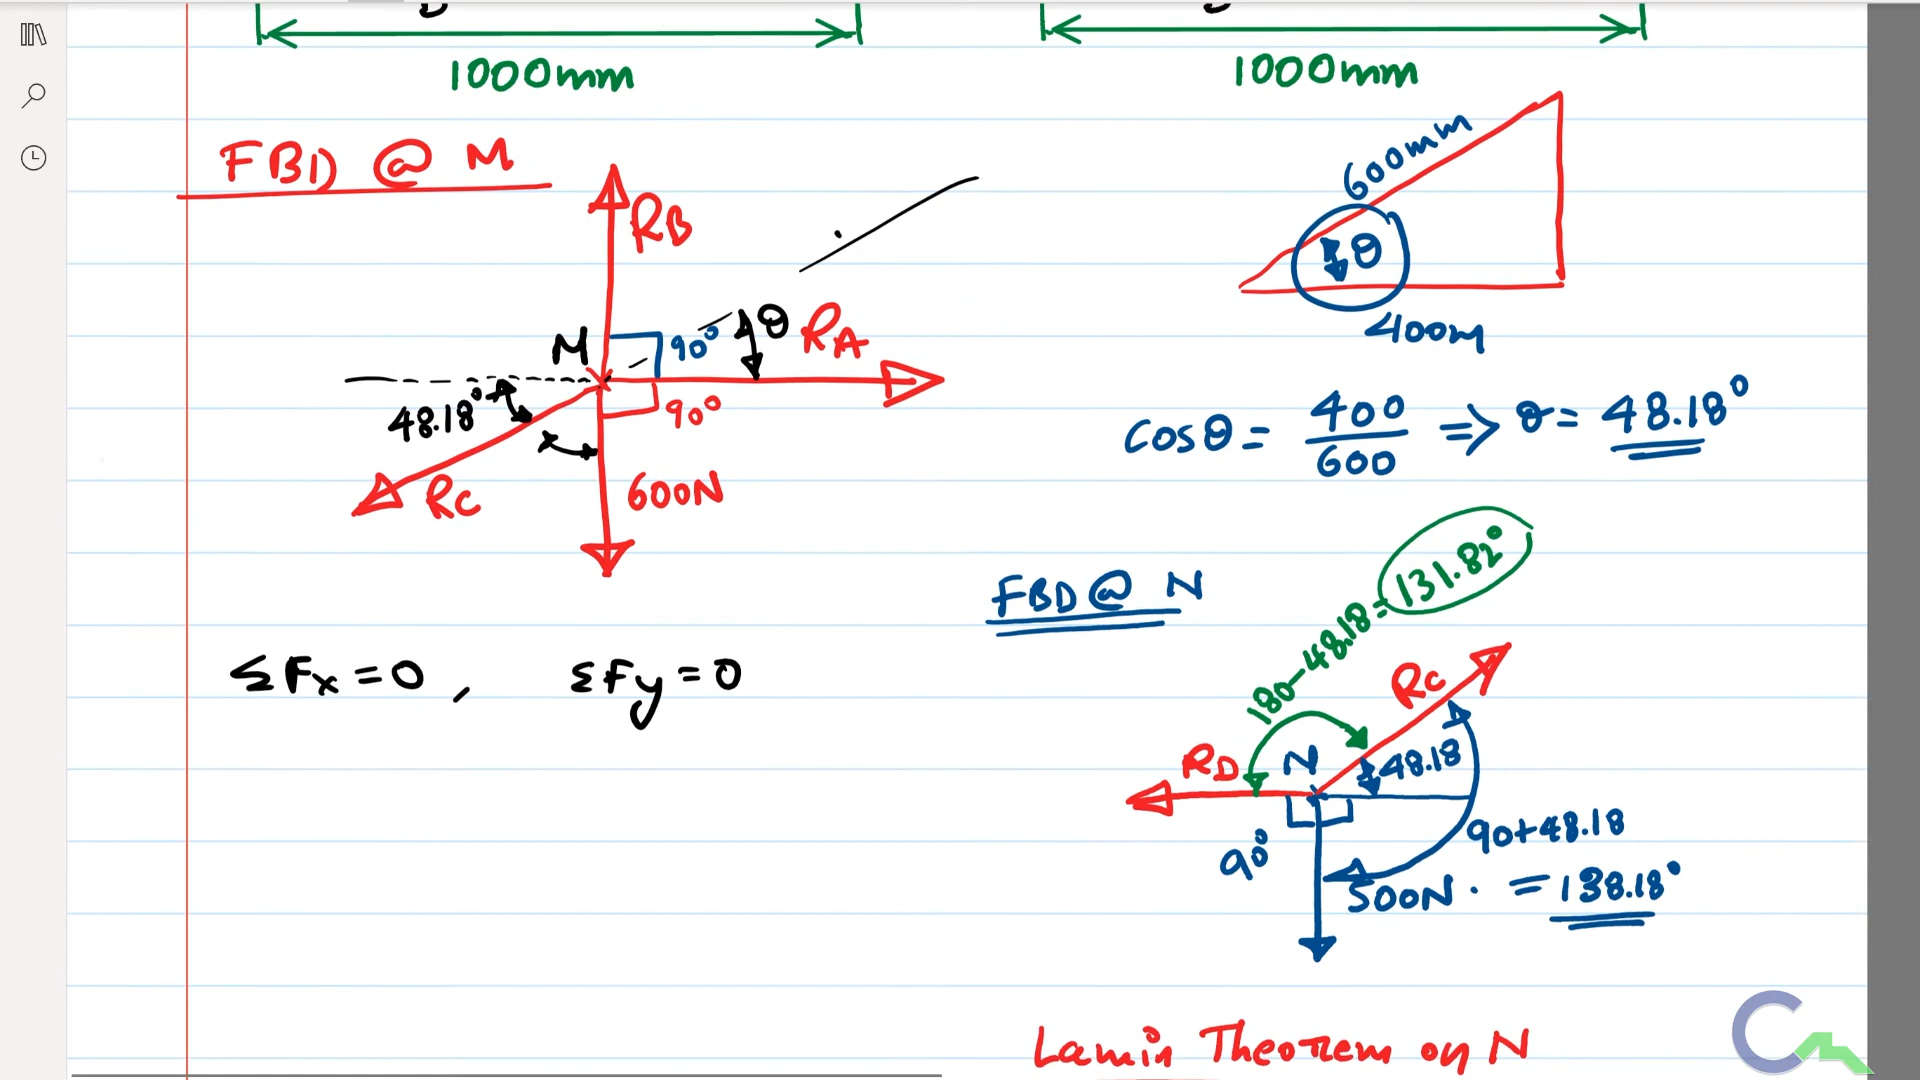 1000mm
1000mm
FBD @ M
RB
M
90°
θ
RA
48.18°
90°
RC
600N
ΣFx = 0 , ΣFy = 0
600mm
θ
400m
cosθ = 400/600 => θ = 48.18°
FBD @ N
180-48.18 = 131.82°
RC
RD
N
48.18
90°
90+48.18
500N. = 138.18°
Lamin Theorem on N